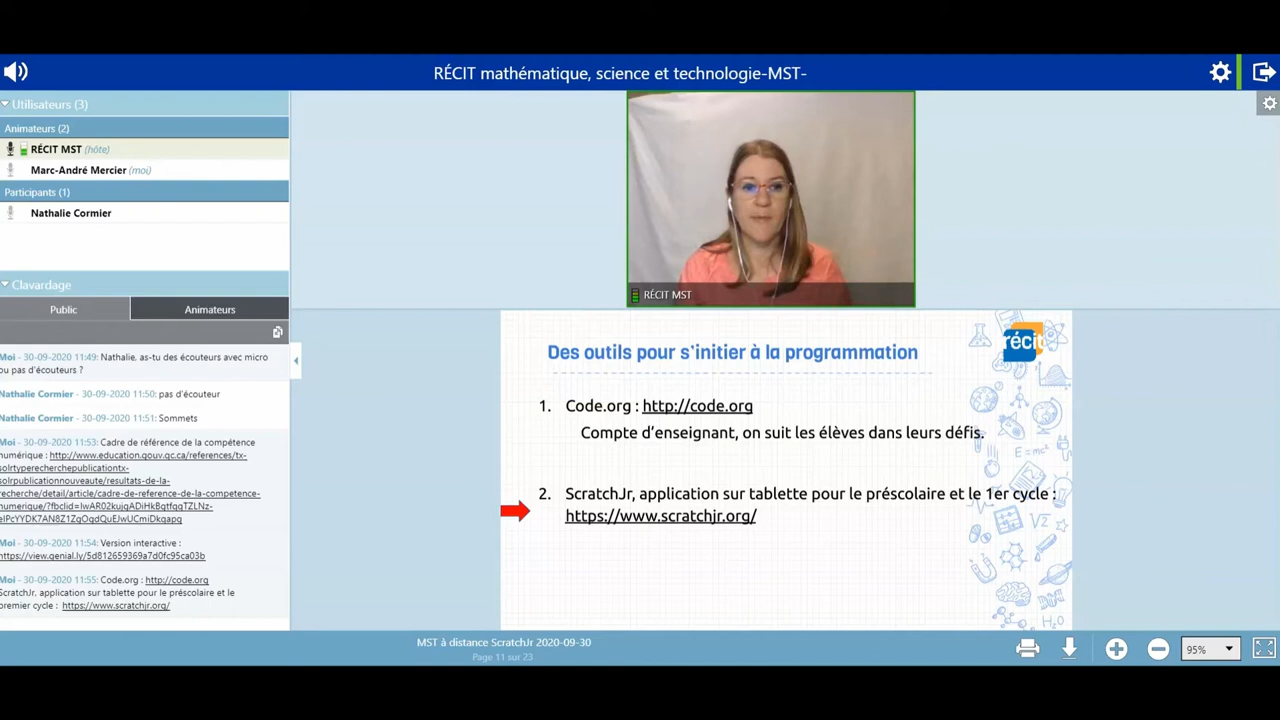 RÉCIT mathématique, science et technologie-MST-
Utilisateurs (3)
Animateurs (2)
RÉCIT MST (hôte)
Marc-André Mercier (moi)
Participants (1)
Nathalie Cormier
Clavardage
Public
Animateurs
Moi - 30-09-2020 11:49: Nathalie, as-tu des écouteurs avec micro
ou pas d'écouteurs ?
Nathalie Cormier - 30-09-2020 11:50: pas d'écouteur
Nathalie Cormier - 30-09-2020 11:51: Sommets
Moi - 30-09-2020 11:53: Cadre de référence de la compétence
numérique : http://www.education.gouv.qc.ca/references/tx-
solrtyperecherchepublicationtx-
solrpublicationnouveaute/resultats-de-la-
recherche/detail/article/cadre-de-reference-de-la-competence-
Moi - 30-09-2020 11:54: Version interactive :
https://view.genial.ly/5d812659369a7d0fc95ca03b
Moi - 30-09-2020 11:55: Code.org : http://code.org
ScratchJr, application sur tablette pour le préscolaire et le
premier cycle : https://www.scratchjr.org/
RÉCIT MST
récit
Des outils pour s'initier à la programmation
1. Code.org : http://code.org
Compte d'enseignant, on suit les élèves dans leurs défis.
2. ScratchJr, application sur tablette pour le préscolaire et le 1er cycle :
https://www.scratchjr.org/
MST à distance ScratchJr 2020-09-30
Page 11 sur 23
95%